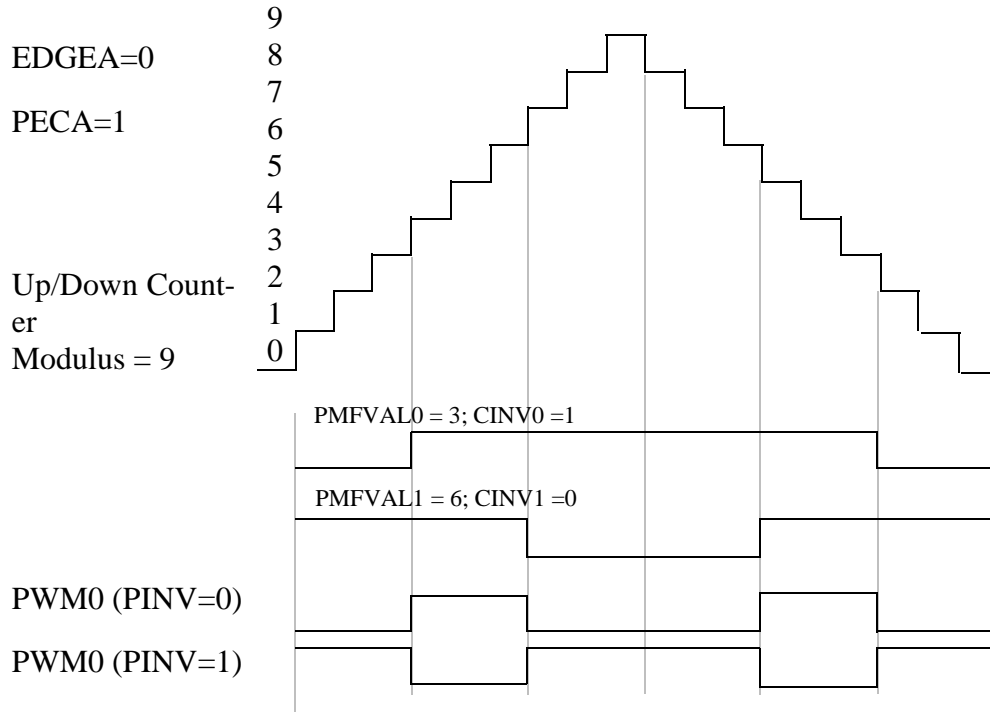 9
EDGEA=0
8
7
PECA=1
6
5
4
3
Up/Down Count-
2
er
1
Modulus = 9
0
PMFVAL0 = 3; CINV0 =1
PMFVAL1 = 6; CINV1 =0
PWM0 (PINV=0)
PWM0 (PINV=1)